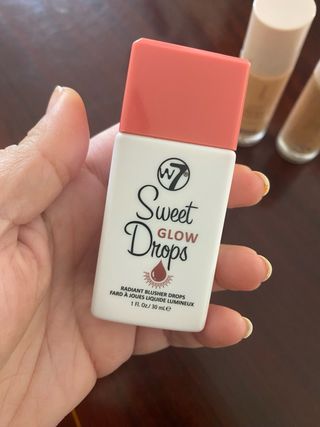 W7
Sweet
GLOW
Drops
RADIANT BLUSHER DROPS
FARD À JOUES LIQUIDE LUMINEUX
1 FL Oz/ 30 mL e